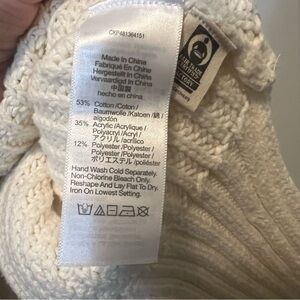 CKP481364151
Made in China
Fabriqué En Chine
Hergestellt in China
Vervaardigd in China
中国製
hecho en china
53% Cotton/Coton/
Baumwolle/Katoen/綿/
algodón
35% Acrylic/Acrylique/
Polyacryl/Acryl/
アクリル/acrílico
12% Polyester/Polyester/
Polyester/Polyester/
ポリエステル/poliéster
Hand Wash Cold Separately.
Non-Chlorine Bleach Only.
Reshape And Lay Flat To Dry.
Iron On Lowest Setting.